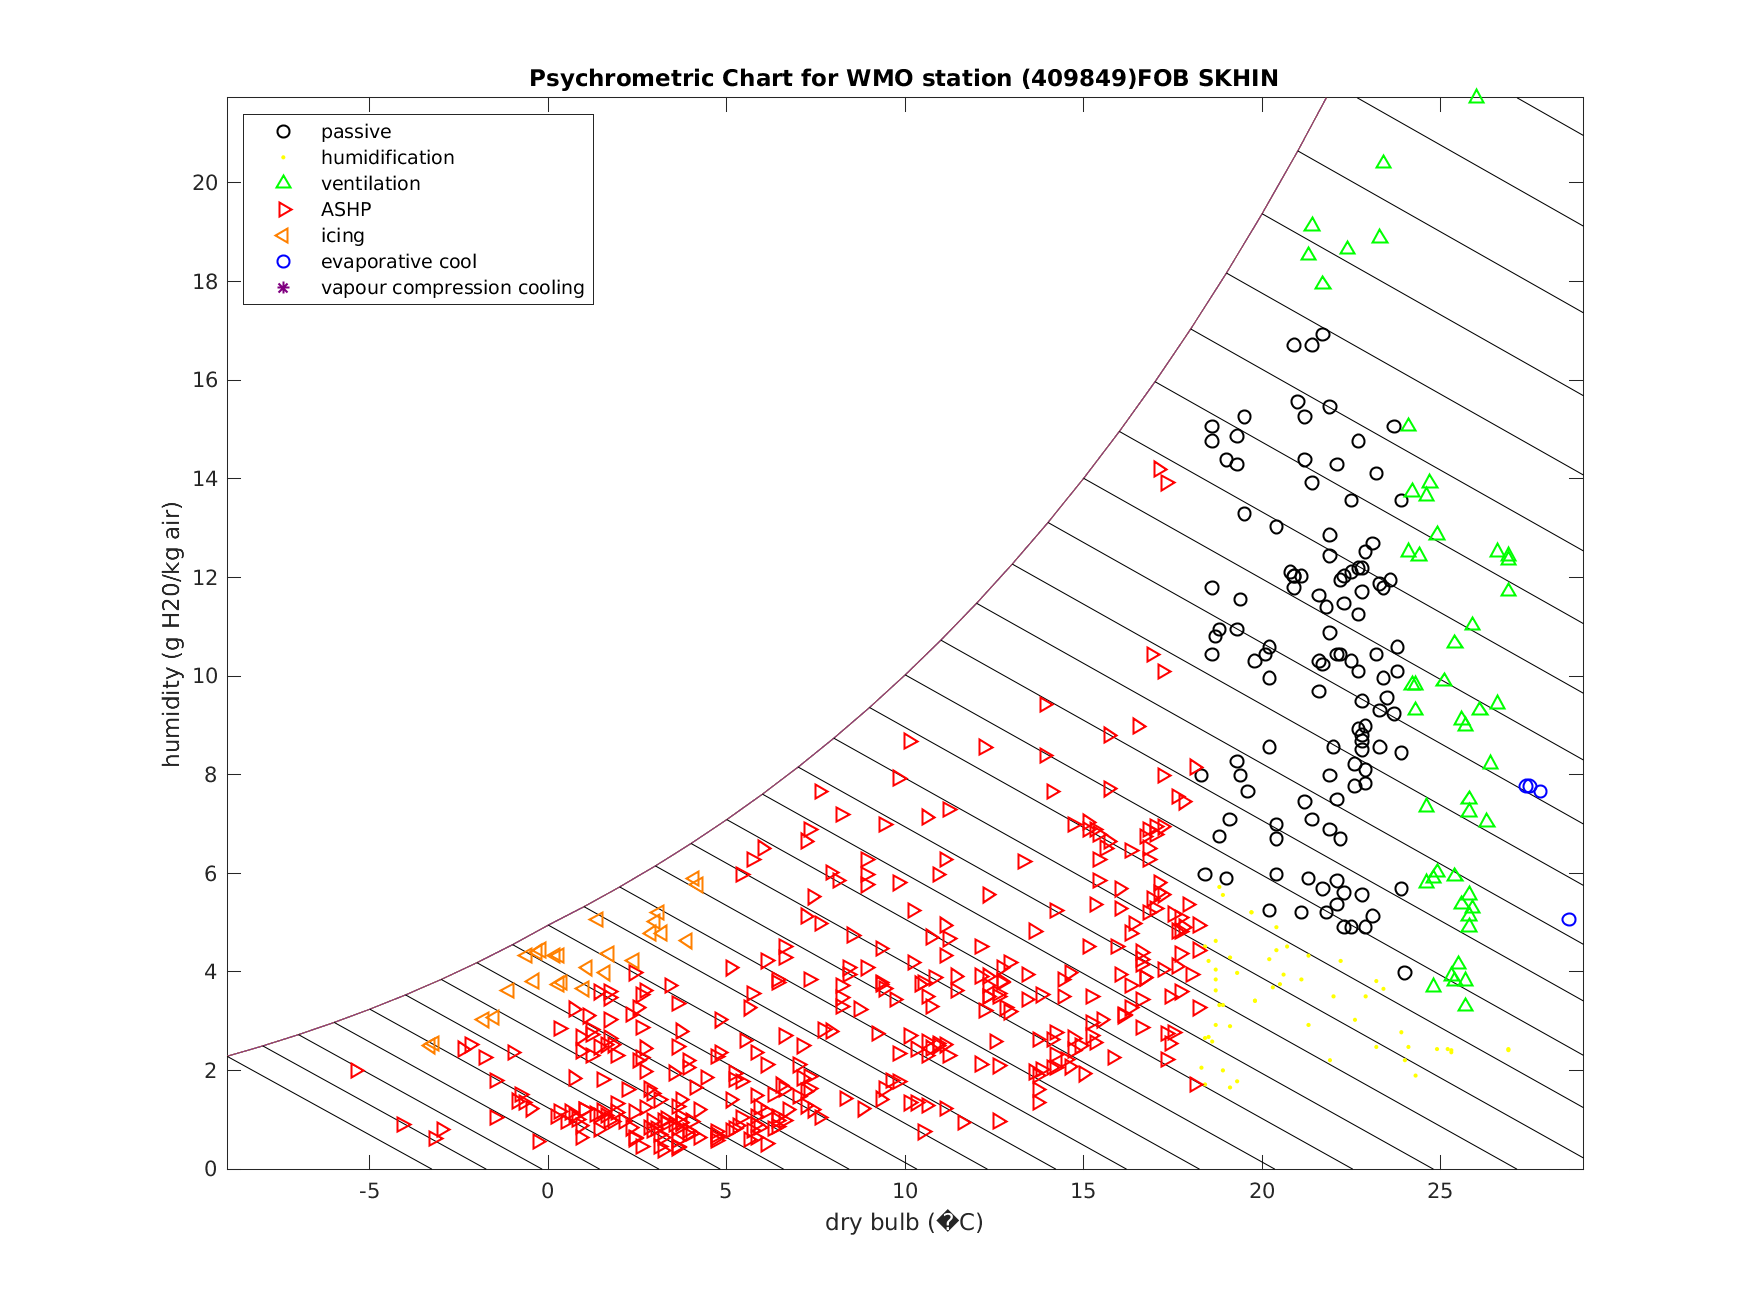 Psychrometric Chart for WMO station (409849)FOB SKHIN
passive
humidification
ventilation
ASHP
icing
evaporative cool
vapour compression cooling
humidity (g H20/kg air)
20
18
16
14
12
10
8
6
4
2
0
-5
0
5
10
15
20
25
dry bulb (�C)